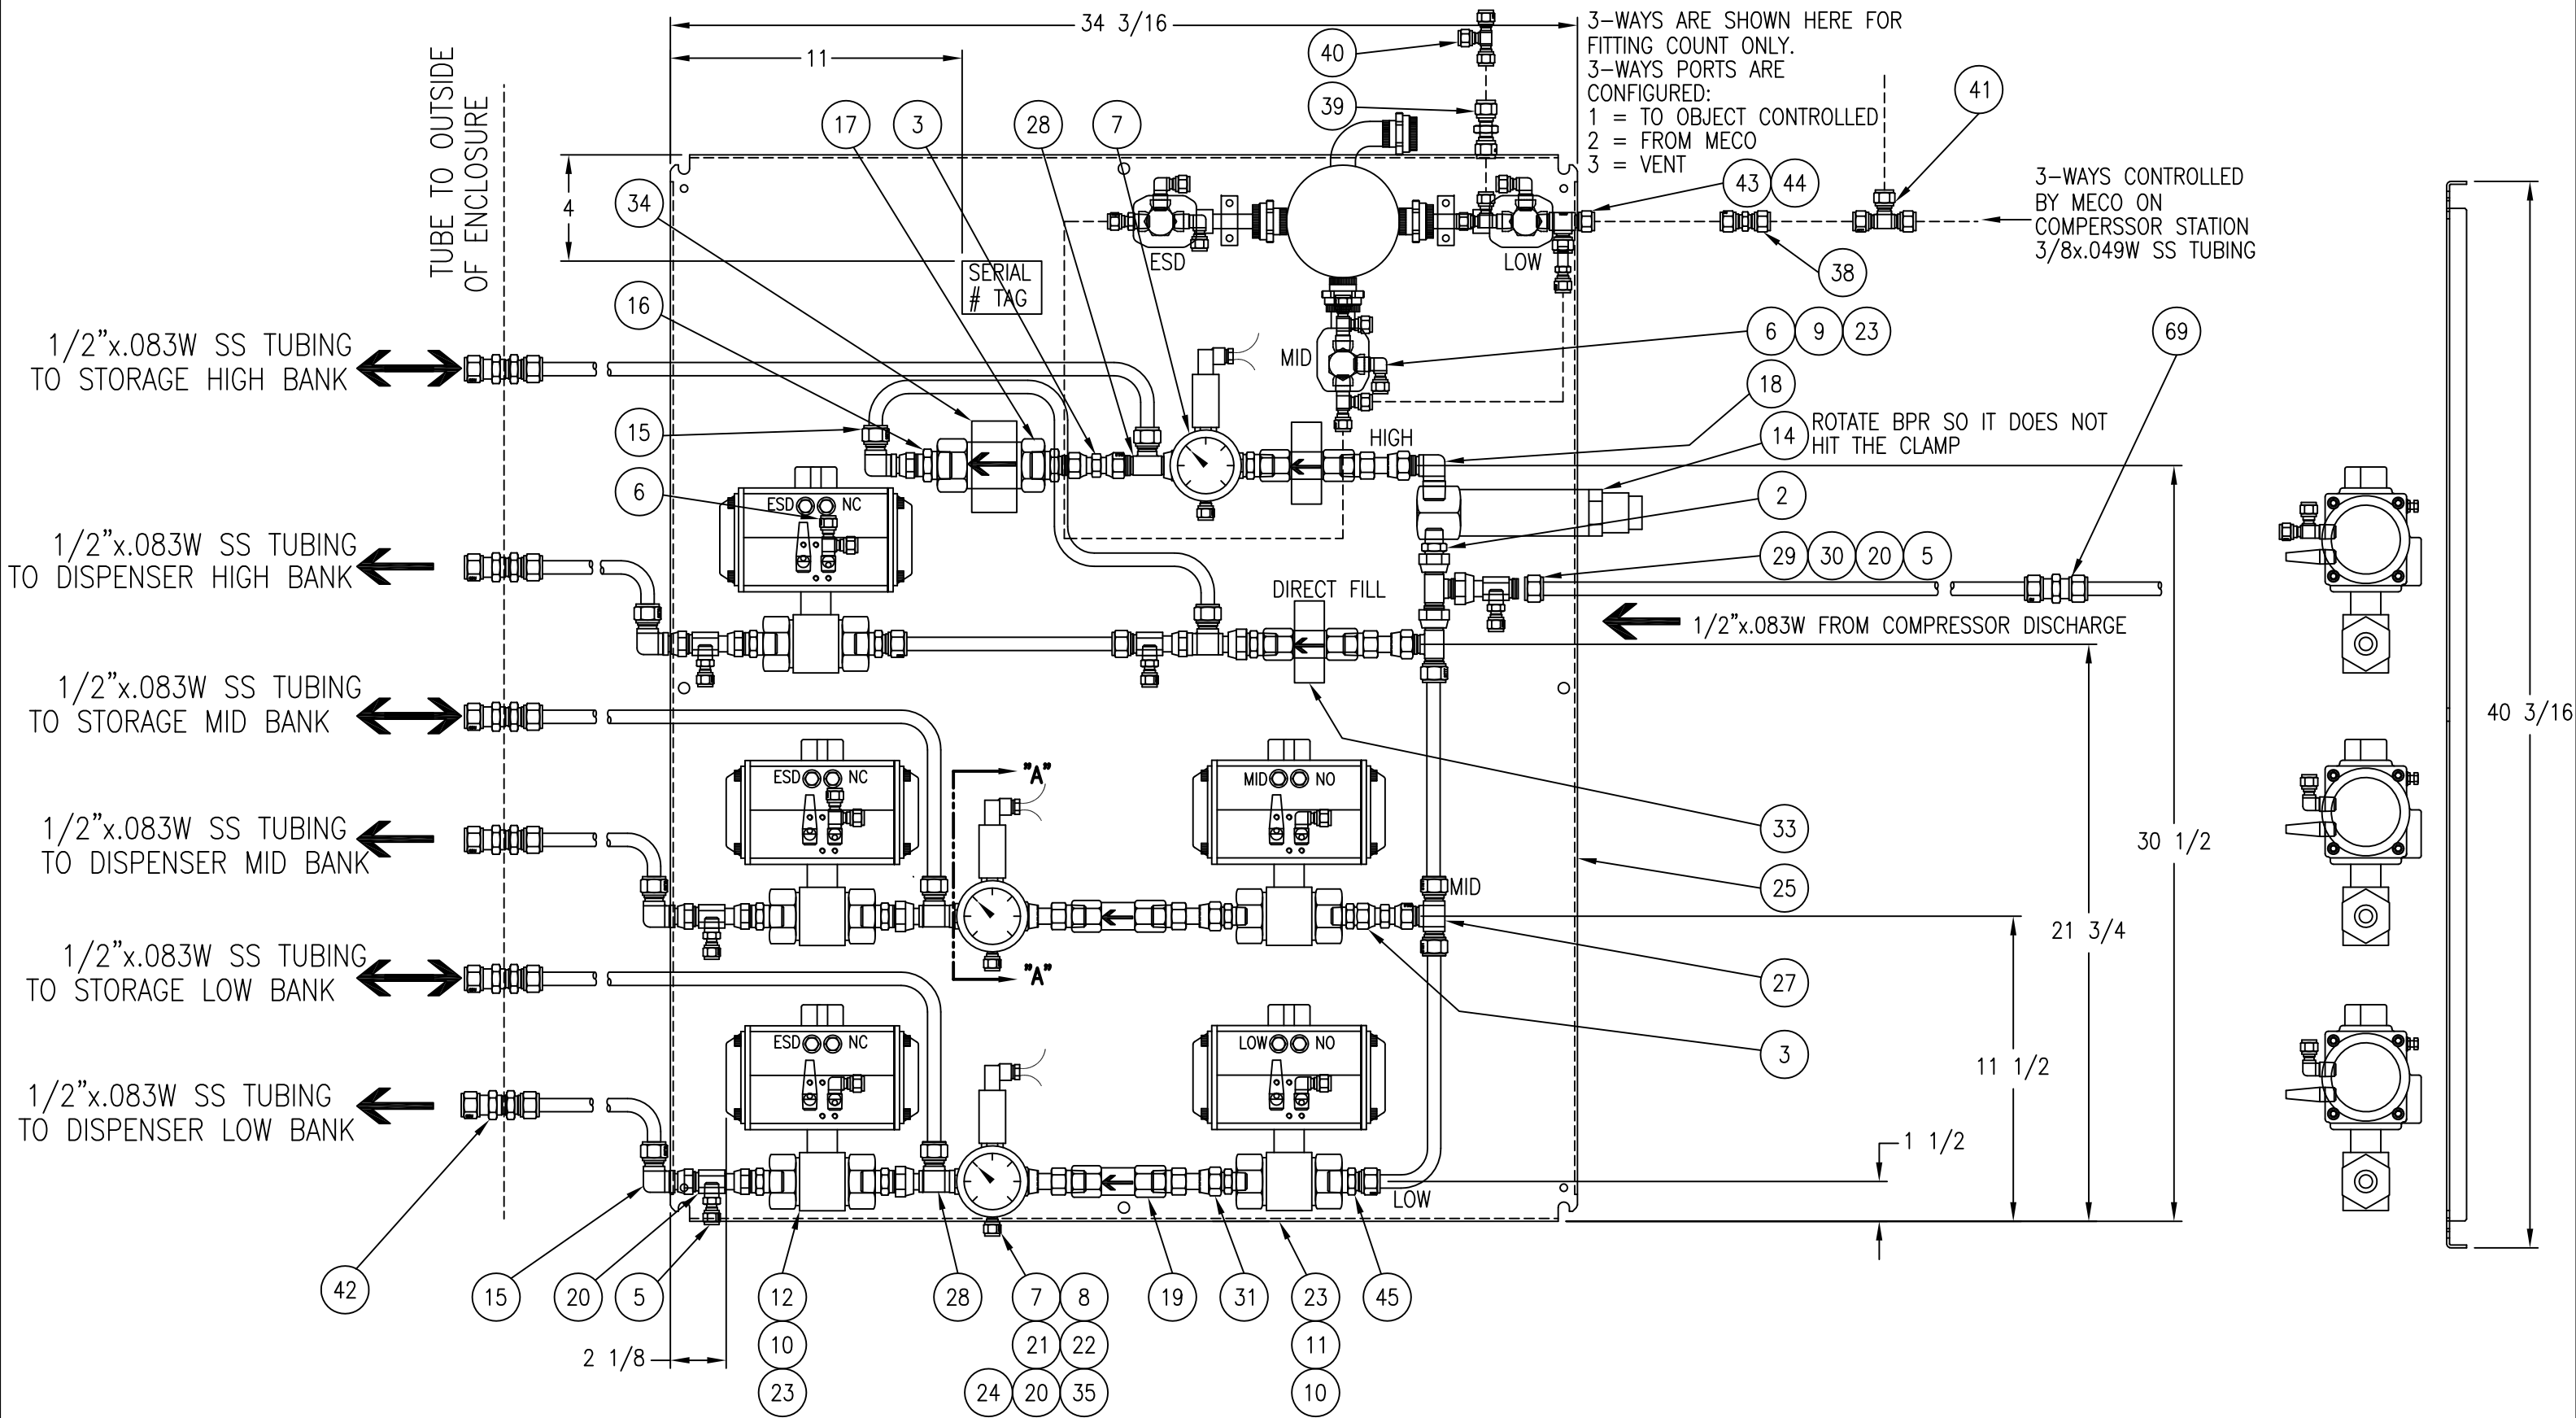 34 3/16
11
4
TUBE TO OUTSIDE
OF ENCLOSURE
40
39
17
3
28
7
34
3-WAYS ARE SHOWN HERE FOR
FITTING COUNT ONLY.
3-WAYS PORTS ARE
CONFIGURED:
1 = TO OBJECT CONTROLLED
2 = FROM MECO
3 = VENT
41
43 44
3-WAYS CONTROLLED
BY MECO ON
COMPERSSOR STATION
3/8x.049W SS TUBING
38
ESD
LOW
SERIAL
# TAG
16
MID
6 9 23
69
18
14
ROTATE BPR SO IT DOES NOT
HIT THE CLAMP
HIGH
15
6
2
1/2"x.083W SS TUBING
TO STORAGE HIGH BANK
ESD NC
29 30 20 5
1/2"x.083W SS TUBING
TO DISPENSER HIGH BANK
DIRECT FILL
1/2"x.083W FROM COMPRESSOR DISCHARGE
1/2"x.083W SS TUBING
TO STORAGE MID BANK
40 3/16
ESD NC
"A"
MID NO
33
30 1/2
1/2"x.083W SS TUBING
TO DISPENSER MID BANK
25
MID
21 3/4
"A"
27
1/2"x.083W SS TUBING
TO STORAGE LOW BANK
3
11 1/2
ESD NC
LOW NO
1/2"x.083W SS TUBING
TO DISPENSER LOW BANK
1 1/2
LOW
42
15
20
5
12
10
23
28
7 8
21 22
24 20 35
19
31
23
11
10
45
2 1/8